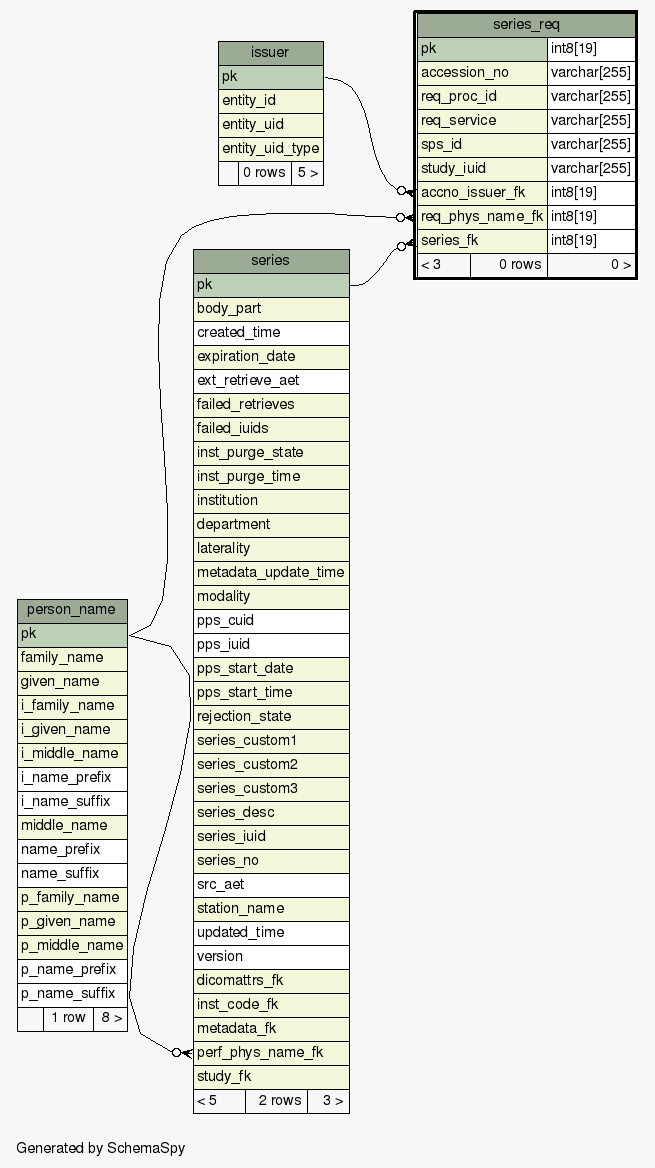 series_req
pk int8[19]
accession_no varchar[255]
req_proc_id varchar[255]
req_service varchar[255]
sps_id varchar[255]
study_iuid varchar[255]
accno_issuer_fk int8[19]
req_phys_name_fk int8[19]
series_fk int8[19]
< 3 0 rows 0 >
issuer
pk
entity_id
entity_uid
entity_uid_type
0 rows 5 >
series
pk
body_part
created_time
expiration_date
ext_retrieve_aet
failed_retrieves
failed_iuids
inst_purge_state
inst_purge_time
institution
department
laterality
metadata_update_time
modality
pps_cuid
pps_iuid
pps_start_date
pps_start_time
rejection_state
series_custom1
series_custom2
series_custom3
series_desc
series_iuid
series_no
src_aet
station_name
updated_time
version
dicomattrs_fk
inst_code_fk
metadata_fk
perf_phys_name_fk
study_fk
< 5 2 rows 3 >
person_name
pk
family_name
given_name
i_family_name
i_given_name
i_middle_name
i_name_prefix
i_name_suffix
middle_name
name_prefix
name_suffix
p_family_name
p_given_name
p_middle_name
p_name_prefix
p_name_suffix
1 row 8 >
Generated by SchemaSpy